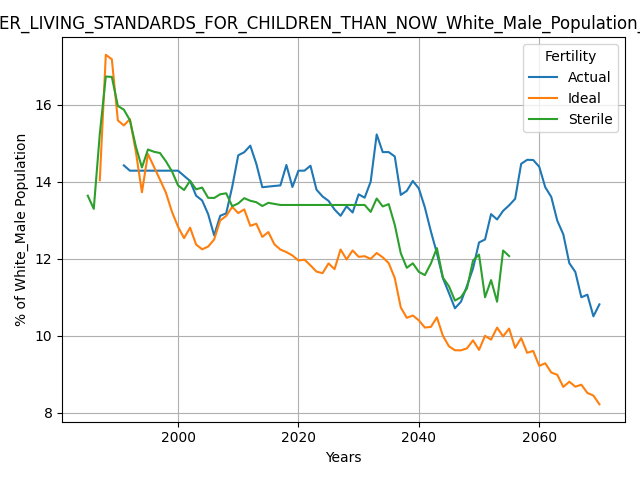 ER_LIVING_STANDARDS_FOR_CHILDREN_THAN_NOW_White_Male_Population_
Fertility
Actual
Ideal
Sterile
% of White_Male Population
16
14
12
10
8
2000 2020 2040 2060
Years